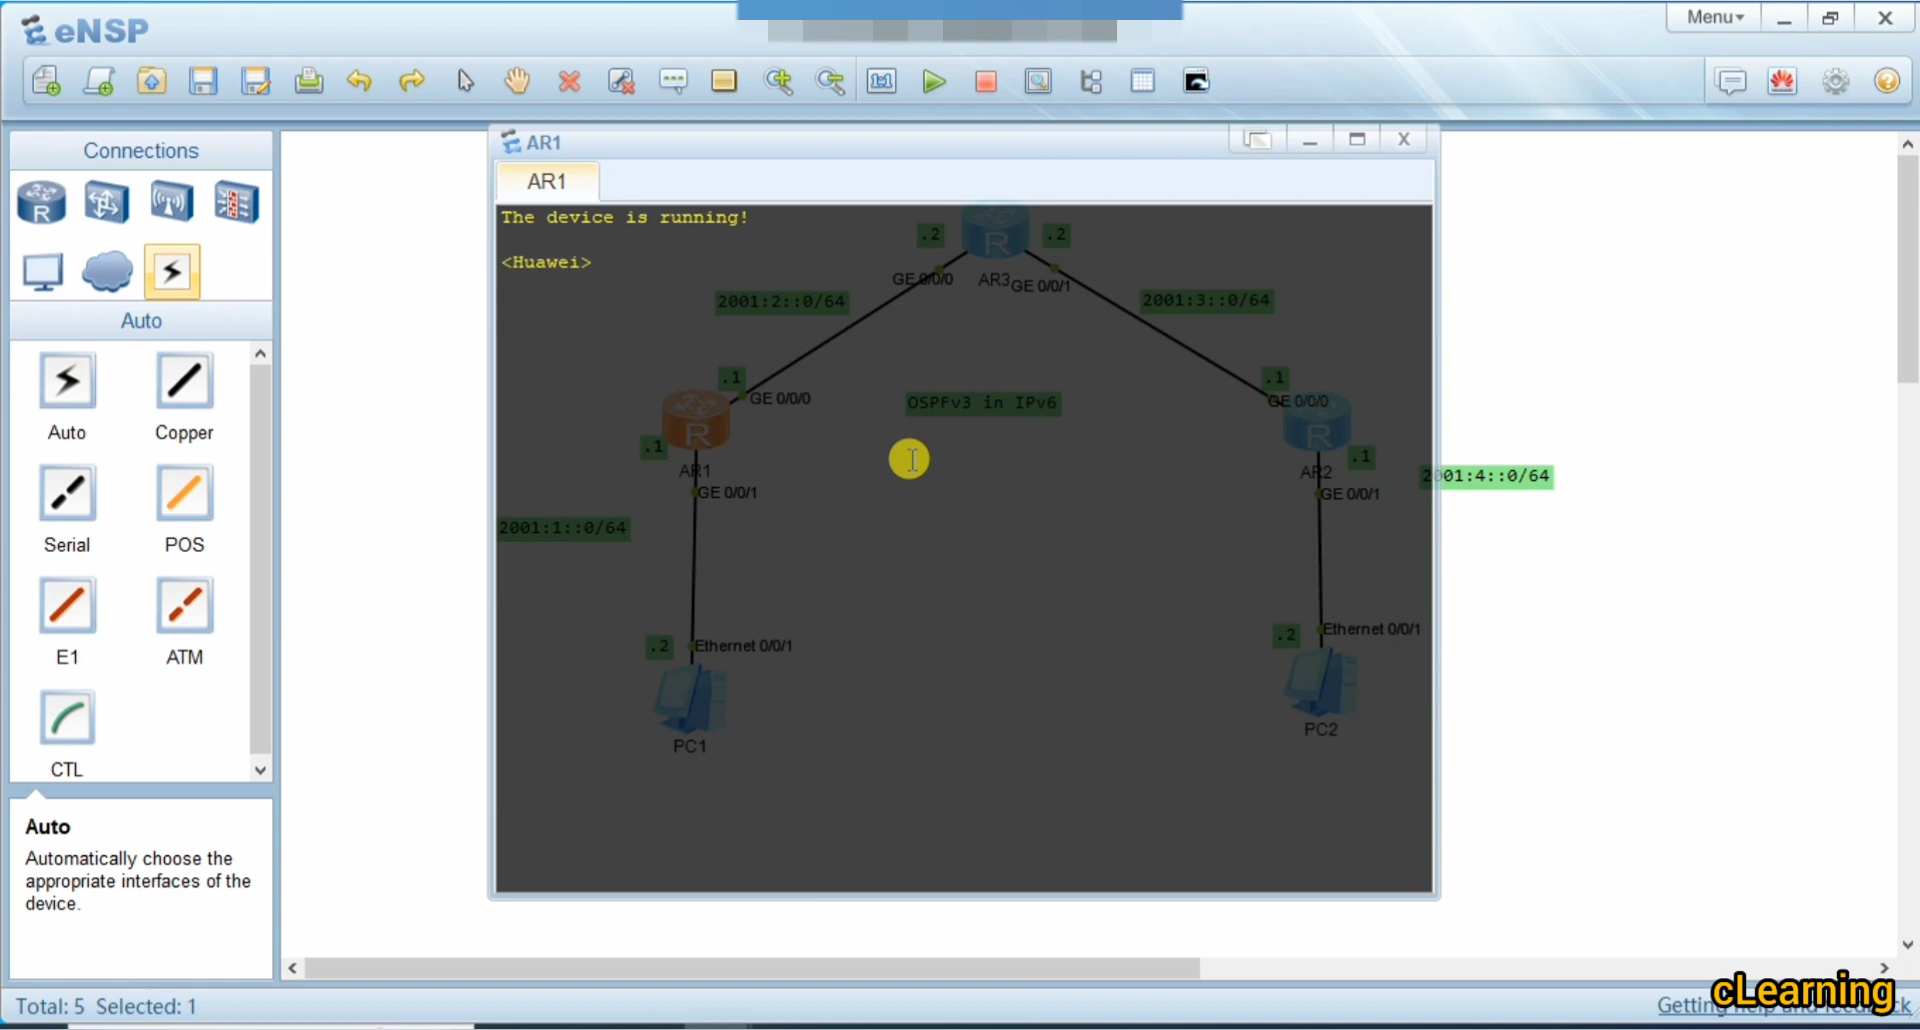 eNSP
Menu
Connections
Auto
Auto
Copper
Serial
POS
E1
ATM
CTL
Auto
Automatically choose the
appropriate interfaces of the
device.
AR1
AR1
The device is running!
<Huawei>
.2
.2
GE 0/0/0
AR3
GE 0/0/1
2001:2::0/64
2001:3::0/64
.1
GE 0/0/0
OSPFv3 in IPv6
.1
GE 0/0/0
.1
AR1
GE 0/0/1
AR2
.1
GE 0/0/1
2001:4::0/64
2001:1::0/64
.2
Ethernet 0/0/1
.2
Ethernet 0/0/1
PC1
PC2
Total: 5 Selected: 1
Getting
cLearning